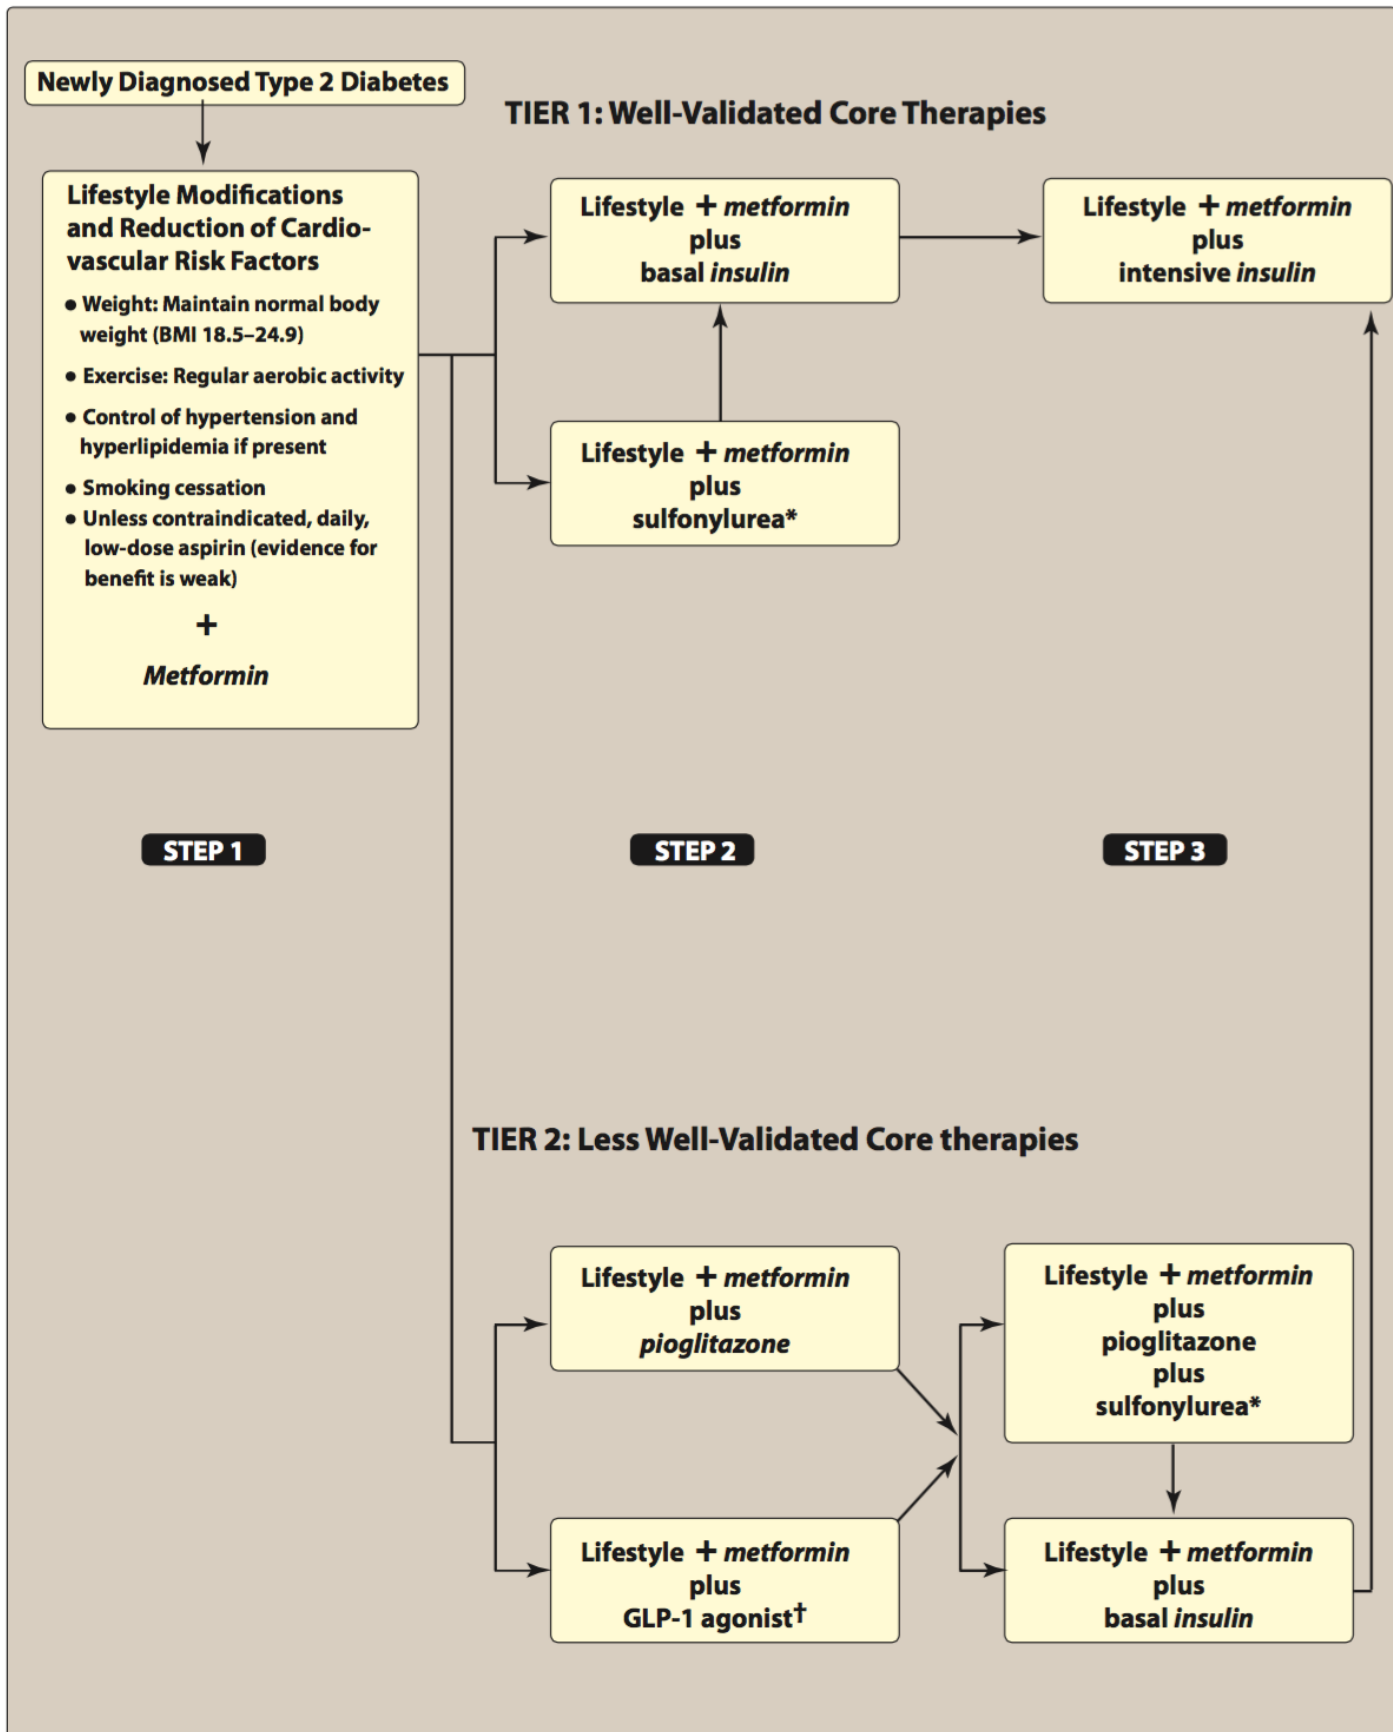 Newly Diagnosed Type 2 Diabetes
TIER 1: Well-Validated Core Therapies
Lifestyle Modifications
and Reduction of Cardio-
vascular Risk Factors
• Weight: Maintain normal body
weight (BMI 18.5–24.9)
• Exercise: Regular aerobic activity
• Control of hypertension and
hyperlipidemia if present
• Smoking cessation
• Unless contraindicated, daily,
low-dose aspirin (evidence for
benefit is weak)
+
Metformin
Lifestyle + metformin
plus
basal insulin
Lifestyle + metformin
plus
intensive insulin
Lifestyle + metformin
plus
sulfonylurea*
STEP 1
STEP 2
STEP 3
TIER 2: Less Well-Validated Core therapies
Lifestyle + metformin
plus
pioglitazone
Lifestyle + metformin
plus
pioglitazone
plus
sulfonylurea*
Lifestyle + metformin
plus
GLP-1 agonist†
Lifestyle + metformin
plus
basal insulin